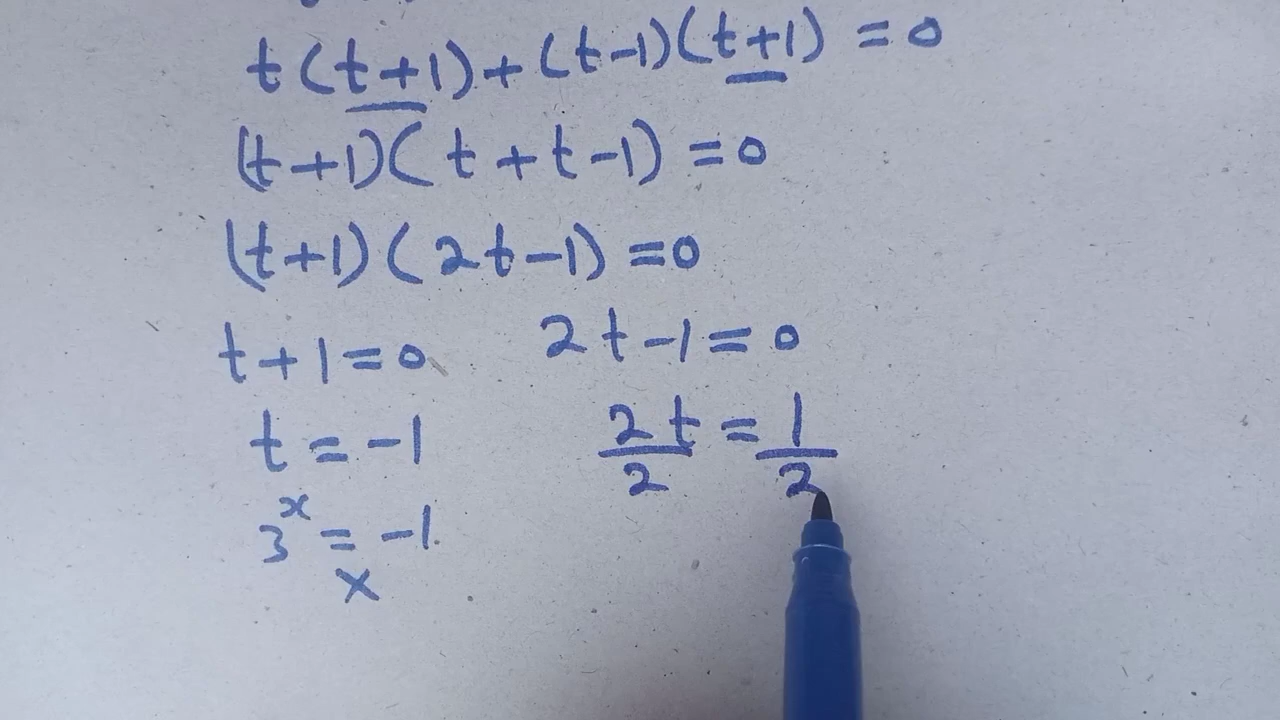 t(t+1)+(t-1)(t+1) = 0
(t+1)(t+t-1) = 0
(t+1)(2t-1) = 0
t+1=0 2t-1=0
t = -1 2t/2 = 1/2
3^x = -1
x